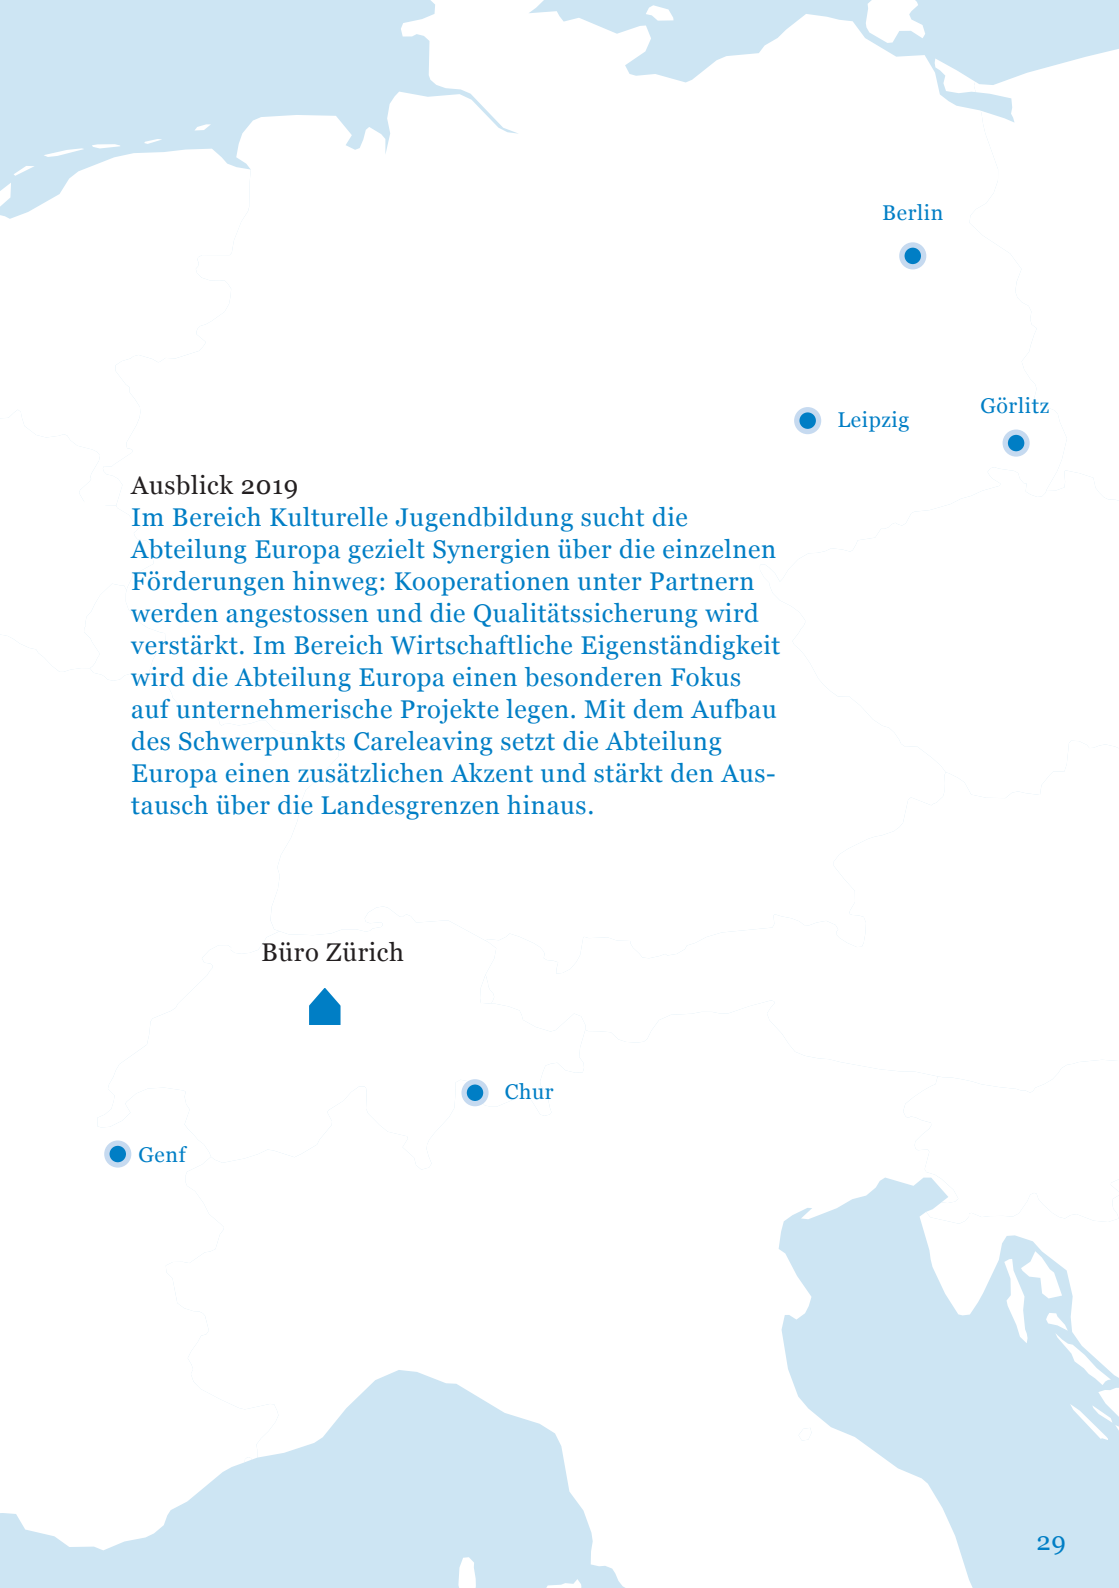 Berlin
Leipzig
Görlitz
Ausblick 2019
Im Bereich Kulturelle Jugendbildung sucht die
Abteilung Europa gezielt Synergien über die einzelnen
Förderungen hinweg: Kooperationen unter Partnern
werden angestossen und die Qualitätssicherung wird
verstärkt. Im Bereich Wirtschaftliche Eigenständigkeit
wird die Abteilung Europa einen besonderen Fokus
auf unternehmerische Projekte legen. Mit dem Aufbau
des Schwerpunkts Careleaving setzt die Abteilung
Europa einen zusätzlichen Akzent und stärkt den Aus-
tausch über die Landesgrenzen hinaus.
Büro Zürich
Chur
Genf
29